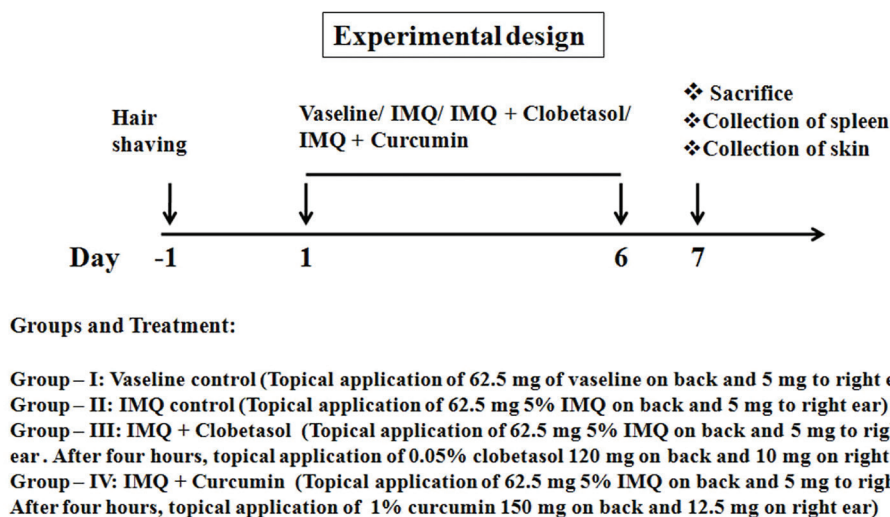 Experimental design
Hair
shaving
Vaseline/ IMQ/ IMQ + Clobetasol/
IMQ + Curcumin
❖ Sacrifice
❖Collection of spleen
❖Collection of skin
Day -1 1 6 7
Groups and Treatment:
Group – I: Vaseline control (Topical application of 62.5 mg of vaseline on back and 5 mg to right
Group – II: IMQ control (Topical application of 62.5 mg 5% IMQ on back and 5 mg to right ear)
Group – III: IMQ + Clobetasol (Topical application of 62.5 mg 5% IMQ on back and 5 mg to
ear . After four hours, topical application of 0.05% clobetasol 120 mg on back and 10 mg on right
Group – IV: IMQ + Curcumin (Topical application of 62.5 mg 5% IMQ on back and 5 mg to
After four hours, topical application of 1% curcumin 150 mg on back and 12.5 mg on right ear)